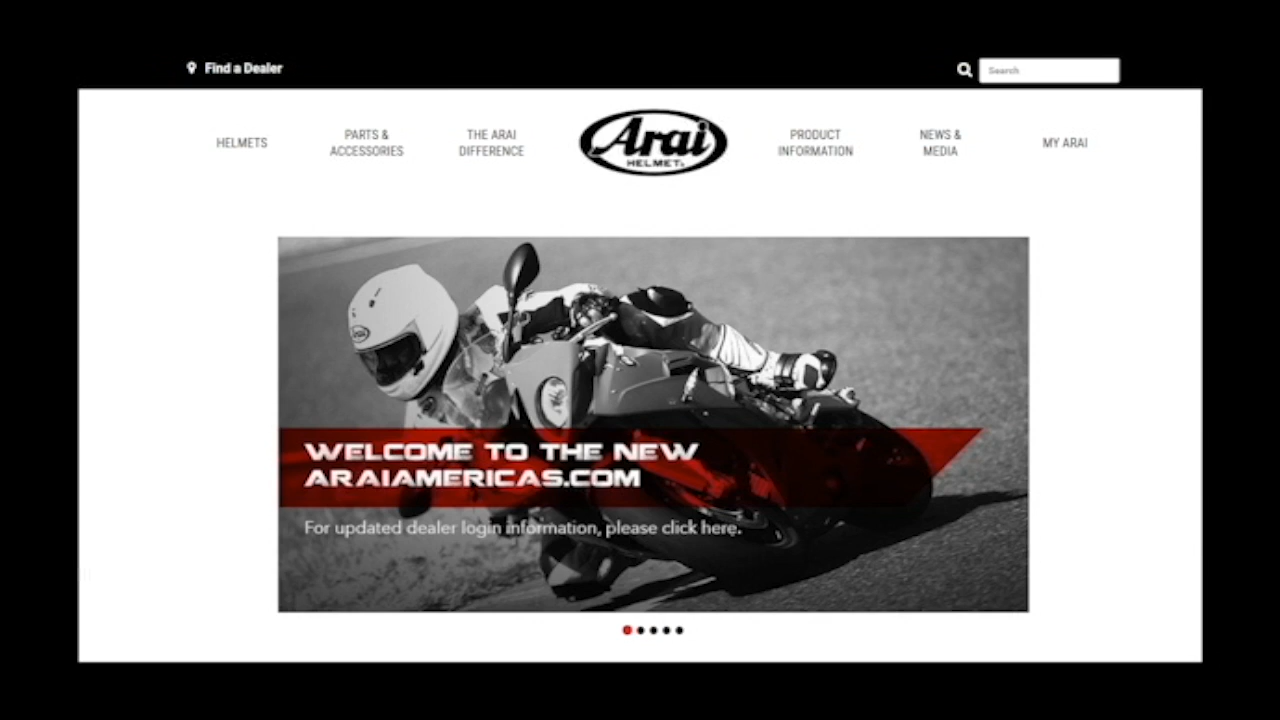 Find a Dealer
Search
HELMETS
PARTS &
ACCESSORIES
THE ARAI
DIFFERENCE
Arai
HELMET
PRODUCT
INFORMATION
NEWS &
MEDIA
MY ARAI
Arai
WELCOME TO THE NEW
ARAIAMERICAS.COM
For updated dealer login information, please click here.